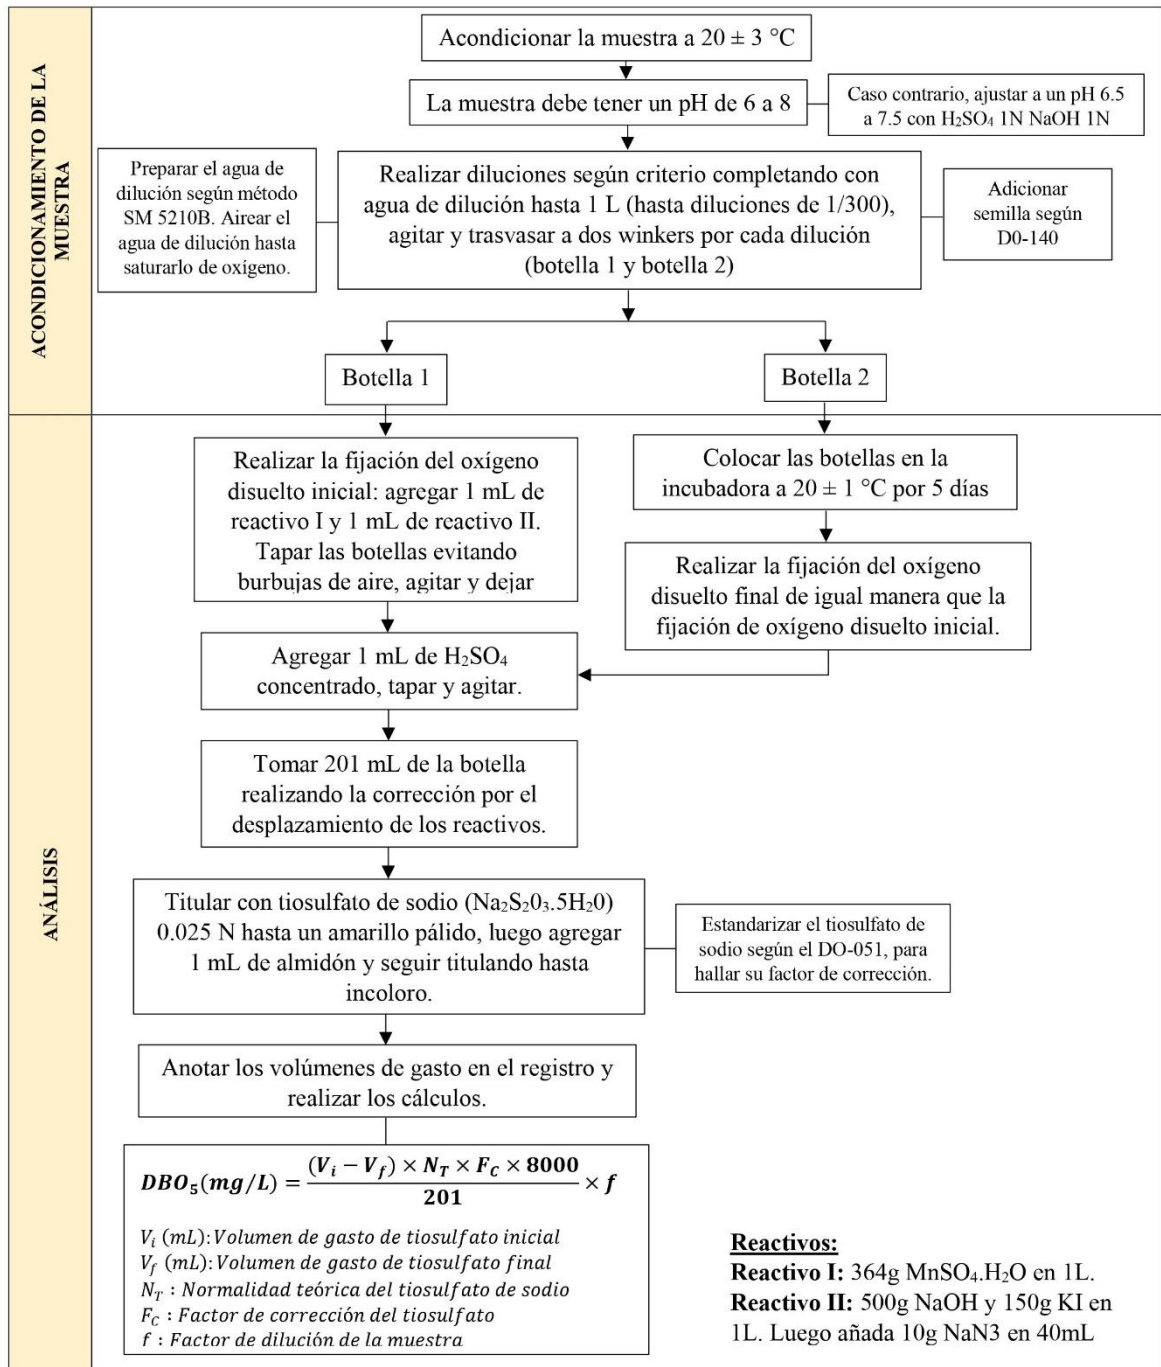 ACONDICIONAMIENTO DE LA
MUESTRA
Acondicionar la muestra a 20 ± 3 °C
La muestra debe tener un pH de 6 a 8
Caso contrario, ajustar a un pH 6.5
a 7.5 con H₂SO₄ 1N NaOH 1N
Preparar el agua de
dilución según método
SM 5210B. Airear el
agua de dilución hasta
saturarlo de oxígeno.
Realizar diluciones según criterio completando con
agua de dilución hasta 1 L (hasta diluciones de 1/300),
agitar y trasvasar a dos winkers por cada dilución
(botella 1 y botella 2)
Adicionar
semilla según
D0-140
Botella 1
Botella 2
ANÁLISIS
Realizar la fijación del oxígeno
disuelto inicial: agregar 1 mL de
reactivo I y 1 mL de reactivo II.
Tapar las botellas evitando
burbujas de aire, agitar y dejar
Colocar las botellas en la
incubadora a 20 ± 1 °C por 5 días
Realizar la fijación del oxígeno
disuelto final de igual manera que la
fijación de oxígeno disuelto inicial.
Agregar 1 mL de H₂SO₄
concentrado, tapar y agitar.
Tomar 201 mL de la botella
realizando la corrección por el
desplazamiento de los reactivos.
Titular con tiosulfato de sodio (Na₂S₂0₃.5H₂0)
0.025 N hasta un amarillo pálido, luego agregar
1 mL de almidón y seguir titulando hasta
incoloro.
Estandarizar el tiosulfato de
sodio según el DO-051, para
hallar su factor de corrección.
Anotar los volúmenes de gasto en el registro y
realizar los cálculos.
DBO₅(mg/L) = (Vᵢ − V_f) × N_T × F_C × 8000 / 201 × f
Vᵢ (mL): Volumen de gasto de tiosulfato inicial
V_f (mL): Volumen de gasto de tiosulfato final
N_T : Normalidad teórica del tiosulfato de sodio
F_C : Factor de corrección del tiosulfato
f : Factor de dilución de la muestra
Reactivos:
Reactivo I: 364g MnSO₄.H₂O en 1L.
Reactivo II: 500g NaOH y 150g KI en
1L. Luego añada 10g NaN3 en 40mL